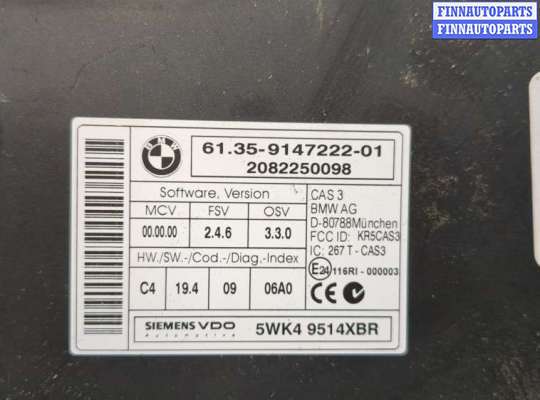 FINNAUTOPARTS
FINNAUTOPARTS
BMW
61.35-9147222-01
2082250098
Software, Version
MCV FSV OSV
00.00.00 2.4.6 3.3.0
HW./SW.-/Cod.-/Diag.-Index
C4 19.4 09 06A0
CAS 3
BMW AG
D-80788München
FCC ID: KR5CAS3
IC: 267 T - CAS3
E24 116RI - 000003
CE
SIEMENS VDO
Automotive
5WK4 9514XBR